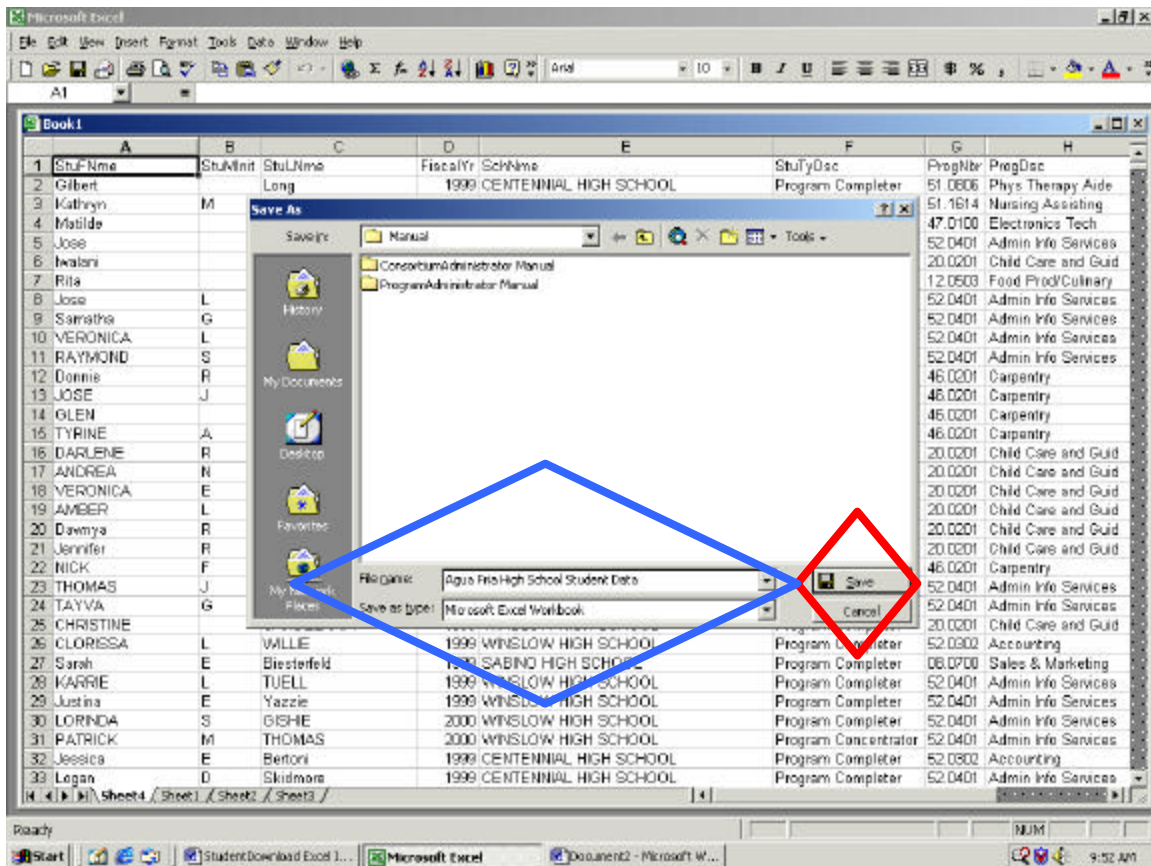 Microsoft Excel
File Edit View Insert Format Tools Data Window Help
Arial 10 B I U $ % ,
A1 =
Book1
A B C D E F G H
1 StuFNme StuMInit StuLNme FiscalYr SchNme StuTyDsc ProgNbr ProgDsc
2 Gilbert Long 1999 CENTENNIAL HIGH SCHOOL Program Completer 51.0806 Phys Therapy Aide
3 Kathryn M 51.1614 Nursing Assisting
4 Matilde 47.0100 Electronics Tech
5 Jose 52.0401 Admin Info Services
6 Iwalani 20.0201 Child Care and Guid
7 Rita 12.0503 Food Prod/Culinary
8 Jose L 52.0401 Admin Info Services
9 Samatha G 52.0401 Admin Info Services
10 VERONICA L 52.0401 Admin Info Services
11 RAYMOND S 52.0401 Admin Info Services
12 Donnie R 46.0201 Carpentry
13 JOSE J 46.0201 Carpentry
14 GLEN 46.0201 Carpentry
15 TYRINE A 46.0201 Carpentry
16 DARLENE R 20.0201 Child Care and Guid
17 ANDREA N 20.0201 Child Care and Guid
18 VERONICA E 20.0201 Child Care and Guid
19 AMBER L 20.0201 Child Care and Guid
20 Dawnya R 20.0201 Child Care and Guid
21 Jennifer R 20.0201 Child Care and Guid
22 NICK F 46.0201 Carpentry
23 THOMAS J 52.0401 Admin Info Services
24 TAYVA G 52.0401 Admin Info Services
25 CHRISTINE 20.0201 Child Care and Guid
26 CLORISSA L WILLIE 1999 WINSLOW HIGH SCHOOL Program Completer 52.0302 Accounting
27 Sarah E Biesterfeld 1999 SABINO HIGH SCHOOL Program Completer 08.0700 Sales & Marketing
28 KARRIE L TUELL 1999 WINSLOW HIGH SCHOOL Program Completer 52.0401 Admin Info Services
29 Justina E Yazzie 1999 WINSLOW HIGH SCHOOL Program Completer 52.0401 Admin Info Services
30 LORINDA S GISHIE 2000 WINSLOW HIGH SCHOOL Program Completer 52.0401 Admin Info Services
31 PATRICK M THOMAS 2000 WINSLOW HIGH SCHOOL Program Concentrator 52.0401 Admin Info Services
32 Jessica E Bertoni 1999 CENTENNIAL HIGH SCHOOL Program Completer 52.0302 Accounting
33 Logan D Skidmore 1999 CENTENNIAL HIGH SCHOOL Program Completer 52.0401 Admin Info Services
Save As
Save in: Manual Tools
ConsortiumAdministrator Manual
ProgramAdministrator Manual
History
My Documents
Desktop
Favorites
My Network Places
File name: Agua Fria High School Student Data Save
Save as type: Microsoft Excel Workbook Cancel
Sheet4 Sheet1 Sheet2 Sheet3
Ready NUM
Start StudentDownload Excel I... Microsoft Excel Document2 - Microsoft W... 9:52 AM